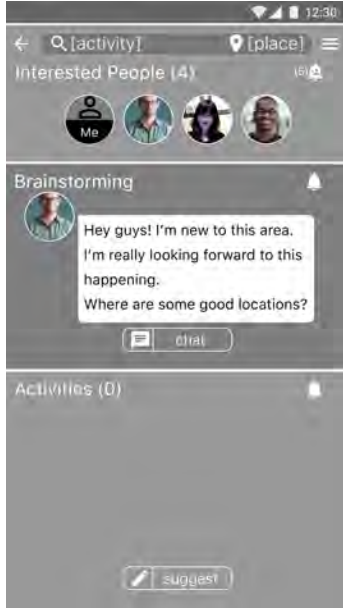 12:30
[activity] [place]
Interested People (4) (6)
Me
Brainstorming
Hey guys! I'm new to this area.
I'm really looking forward to this
happening.
Where are some good locations?
chat
Activities (0)
suggest